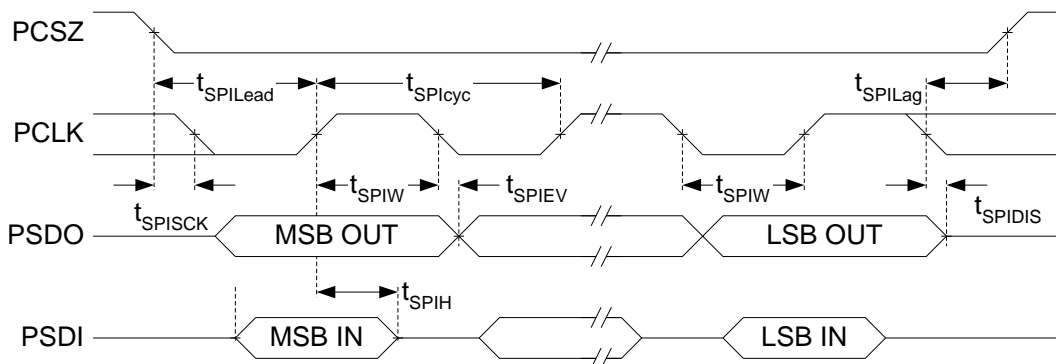 PCSZ
tSPILead
tSPIcyc
tSPILag
PCLK
tSPIW
tSPIEV
tSPIW
tSPISCK
tSPIDIS
PSDO
MSB OUT
LSB OUT
tSPIH
PSDI
MSB IN
LSB IN